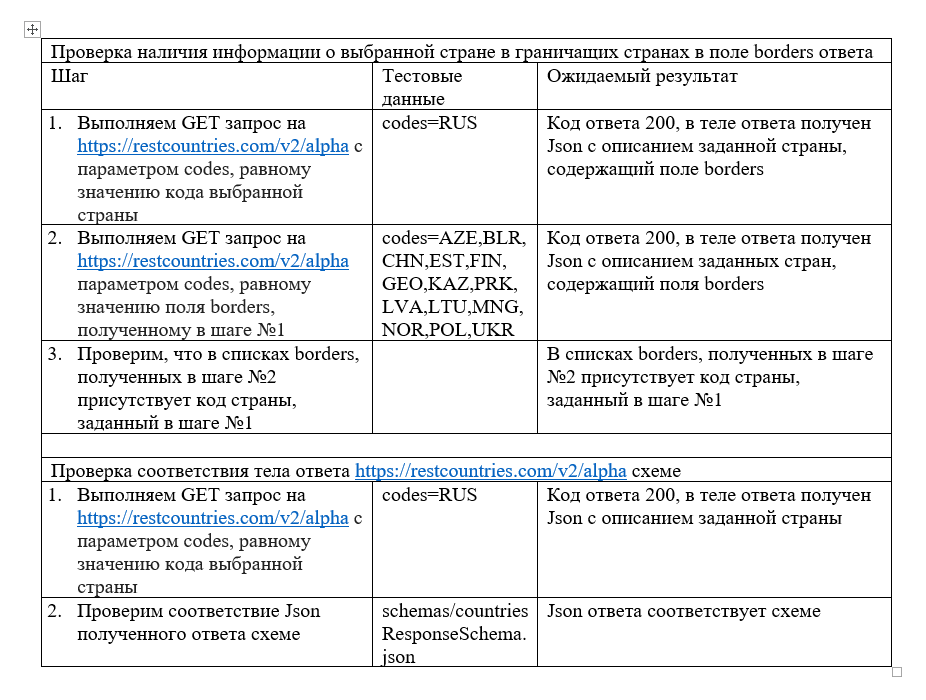 Проверка наличия информации о выбранной стране в граничащих странах в поле borders ответа
Шаг
Тестовые
данные
Ожидаемый результат
1. Выполняем GET запрос на
https://restcountries.com/v2/alpha с
параметром codes, равному
значению кода выбранной
страны
codes=RUS
Код ответа 200, в теле ответа получен
Json с описанием заданной страны,
содержащий поле borders
2. Выполняем GET запрос на
https://restcountries.com/v2/alpha
параметром codes, равному
значению поля borders,
полученному в шаге №1
codes=AZE,BLR,
CHN,EST,FIN,
GEO,KAZ,PRK,
LVA,LTU,MNG,
NOR,POL,UKR
Код ответа 200, в теле ответа получен
Json с описанием заданных стран,
содержащий поля borders
3. Проверим, что в списках borders,
полученных в шаге №2
присутствует код страны,
заданный в шаге №1
В списках borders, полученных в шаге
№2 присутствует код страны,
заданный в шаге №1
Проверка соответствия тела ответа https://restcountries.com/v2/alpha схеме
1. Выполняем GET запрос на
https://restcountries.com/v2/alpha с
параметром codes, равному
значению кода выбранной
страны
codes=RUS
Код ответа 200, в теле ответа получен
Json с описанием заданной страны
2. Проверим соответствие Json
полученного ответа схеме
schemas/countries
ResponseSchema.
json
Json ответа соответствует схеме